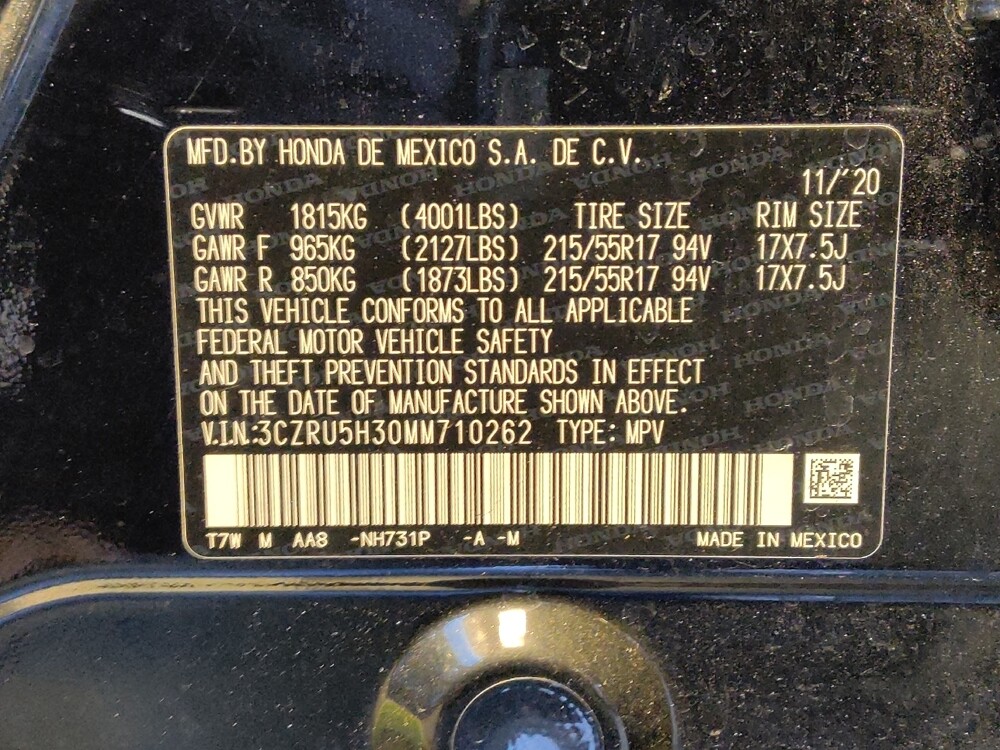 MFD.BY HONDA DE MEXICO S.A. DE C.V.
11/'20
GVWR 1815KG (4001LBS) TIRE SIZE RIM SIZE
GAWR F 965KG (2127LBS) 215/55R17 94V 17X7.5J
GAWR R 850KG (1873LBS) 215/55R17 94V 17X7.5J
THIS VEHICLE CONFORMS TO ALL APPLICABLE
FEDERAL MOTOR VEHICLE SAFETY
AND THEFT PREVENTION STANDARDS IN EFFECT
ON THE DATE OF MANUFACTURE SHOWN ABOVE.
V.I.N.:3CZRU5H30MM710262 TYPE: MPV
T7W M AA8 -NH731P -A -M MADE IN MEXICO